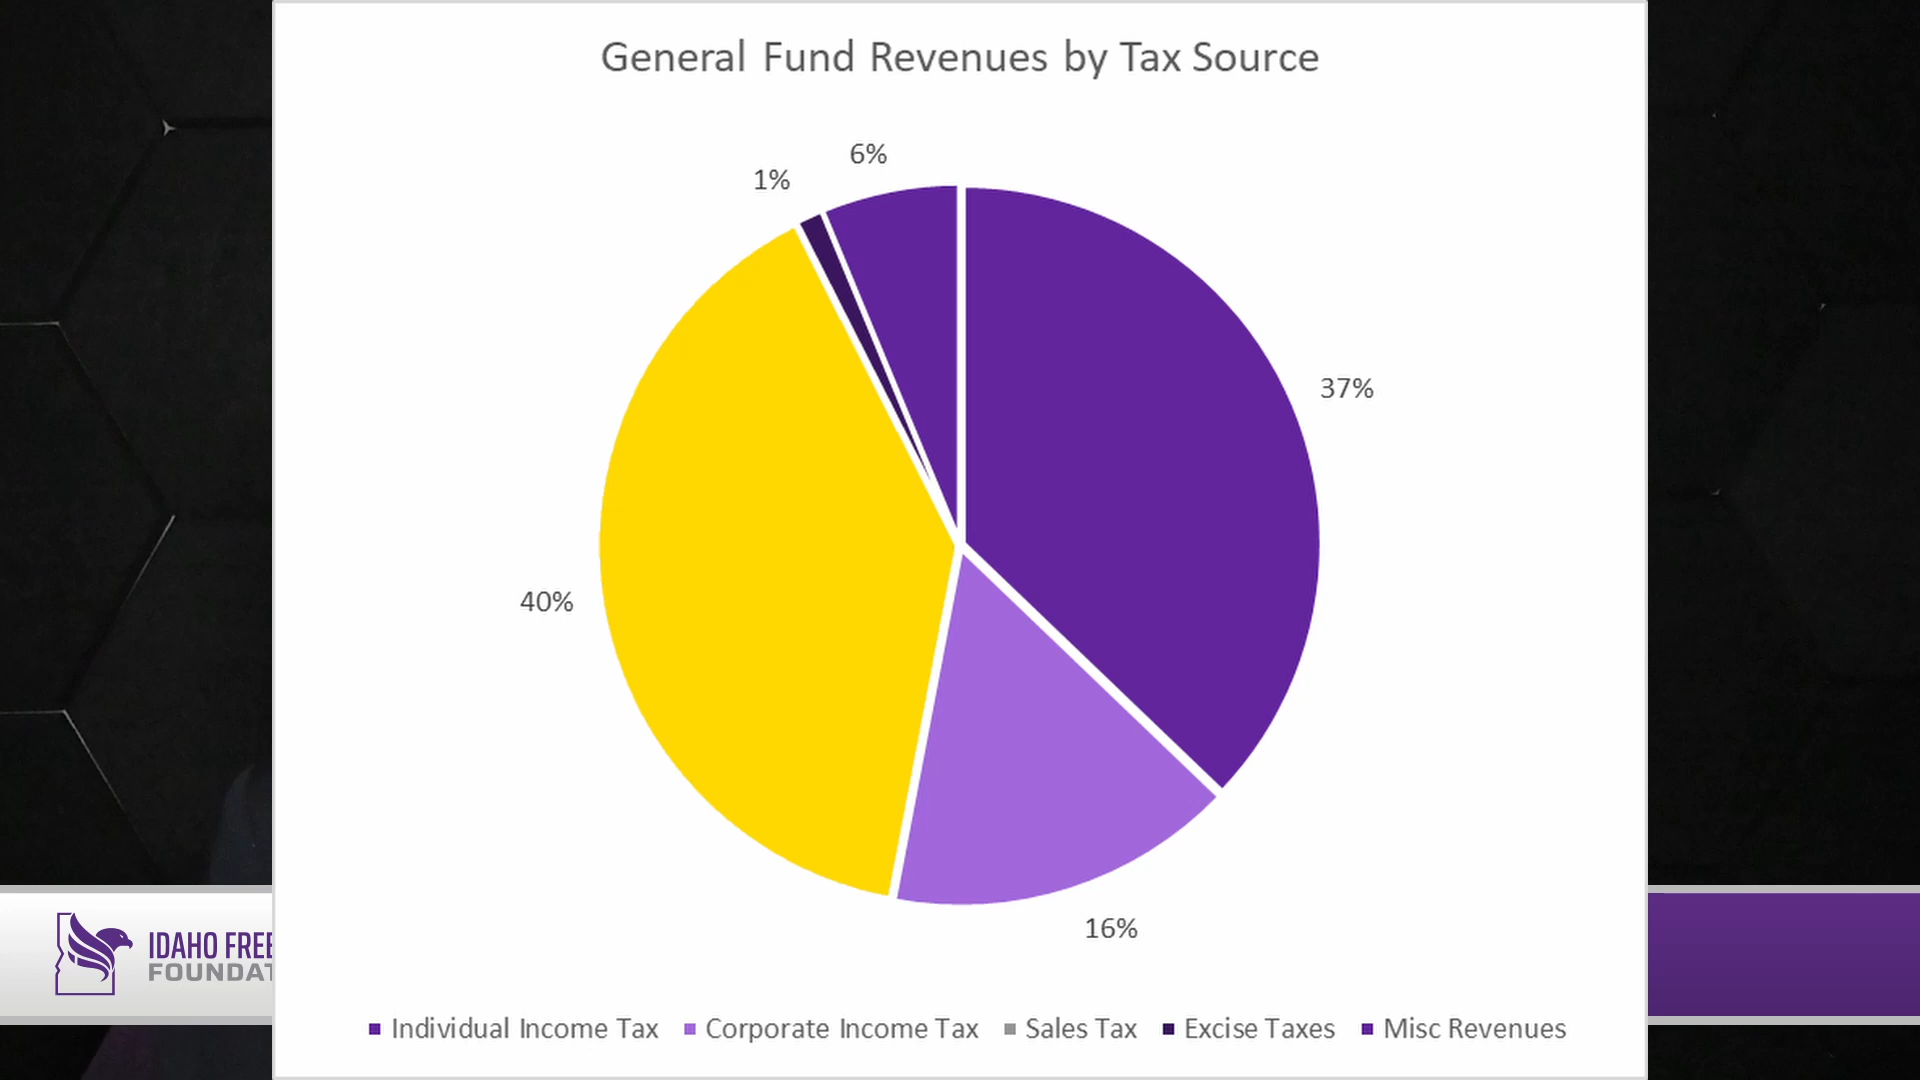 General Fund Revenues by Tax Source
6%
1%
37%
40%
16%
IDAHO FREE
FOUNDAT
Individual Income Tax Corporate Income Tax Sales Tax Excise Taxes Misc Revenues